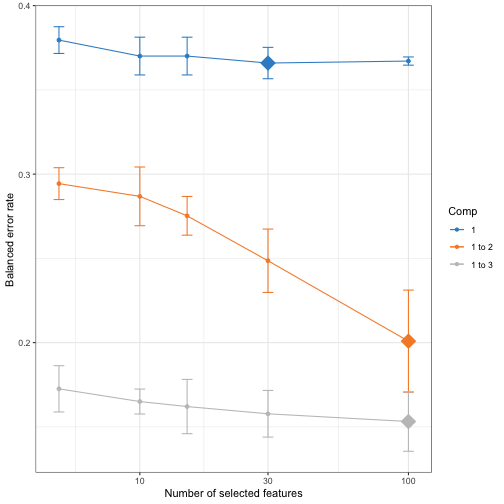 0.4
0.3
0.2
Balanced error rate
10
30
100
Number of selected features
Comp
1
1 to 2
1 to 3